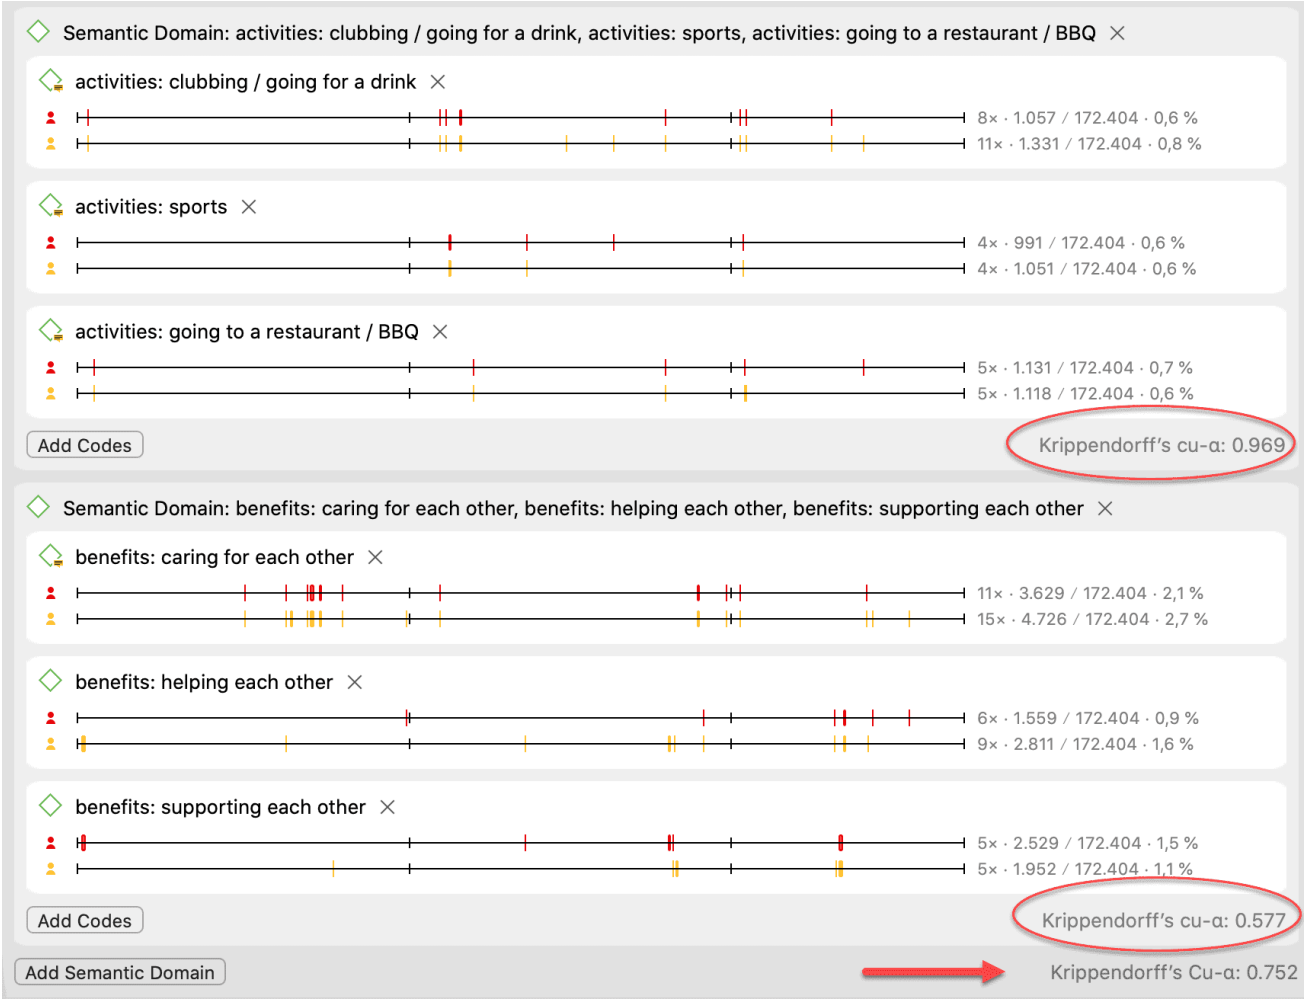 Semantic Domain: activities: clubbing / going for a drink, activities: sports, activities: going to a restaurant / BBQ
activities: clubbing / going for a drink
8× · 1.057 / 172.404 · 0,6 %
11× · 1.331 / 172.404 · 0,8 %
activities: sports
4× · 991 / 172.404 · 0,6 %
4× · 1.051 / 172.404 · 0,6 %
activities: going to a restaurant / BBQ
5× · 1.131 / 172.404 · 0,7 %
5× · 1.118 / 172.404 · 0,6 %
Add Codes
Krippendorff's cu-α: 0.969
Semantic Domain: benefits: caring for each other, benefits: helping each other, benefits: supporting each other
benefits: caring for each other
11× · 3.629 / 172.404 · 2,1 %
15× · 4.726 / 172.404 · 2,7 %
benefits: helping each other
6× · 1.559 / 172.404 · 0,9 %
9× · 2.811 / 172.404 · 1,6 %
benefits: supporting each other
5× · 2.529 / 172.404 · 1,5 %
5× · 1.952 / 172.404 · 1,1 %
Add Codes
Krippendorff's cu-α: 0.577
Add Semantic Domain
Krippendorff's Cu-α: 0.752